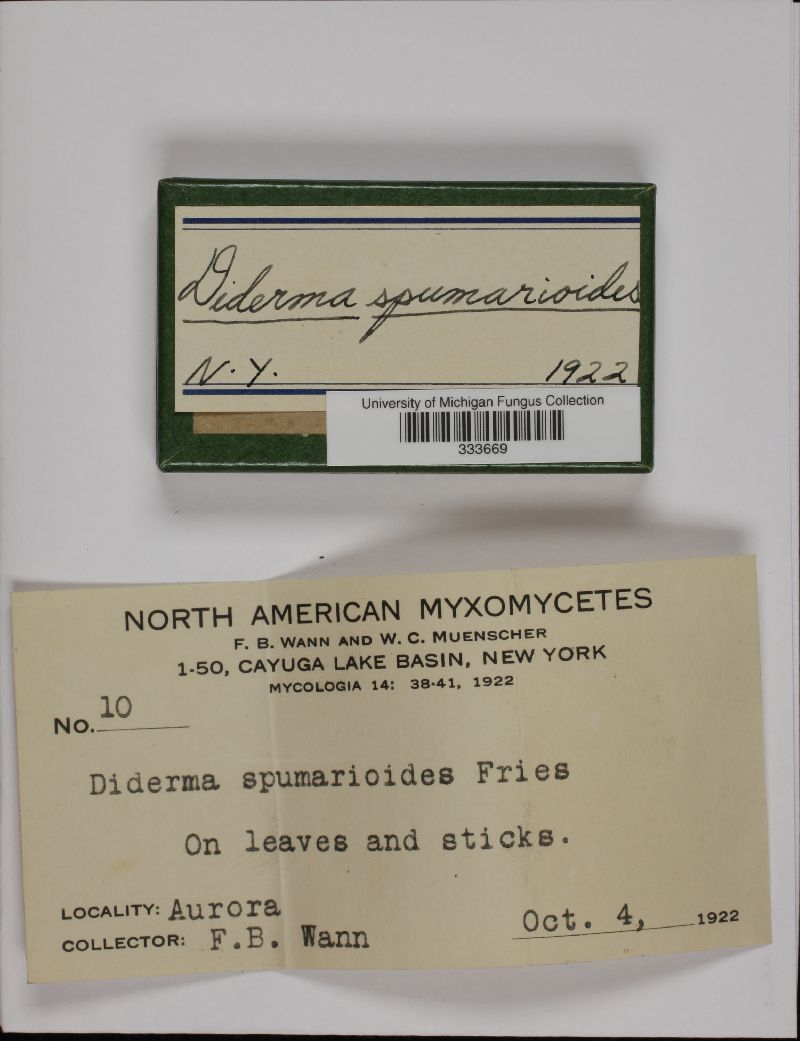 Diderma spumarioides
N. Y. 1922
University of Michigan Fungus Collection
333669
NORTH AMERICAN MYXOMYCETES
F. B. WANN AND W. C. MUENSCHER
1-50, CAYUGA LAKE BASIN, NEW YORK
MYCOLOGIA 14: 38-41, 1922
No. 10
Diderma spumarioides Fries
On leaves and sticks.
LOCALITY: Aurora
COLLECTOR: F.B. Wann
Oct. 4, 1922